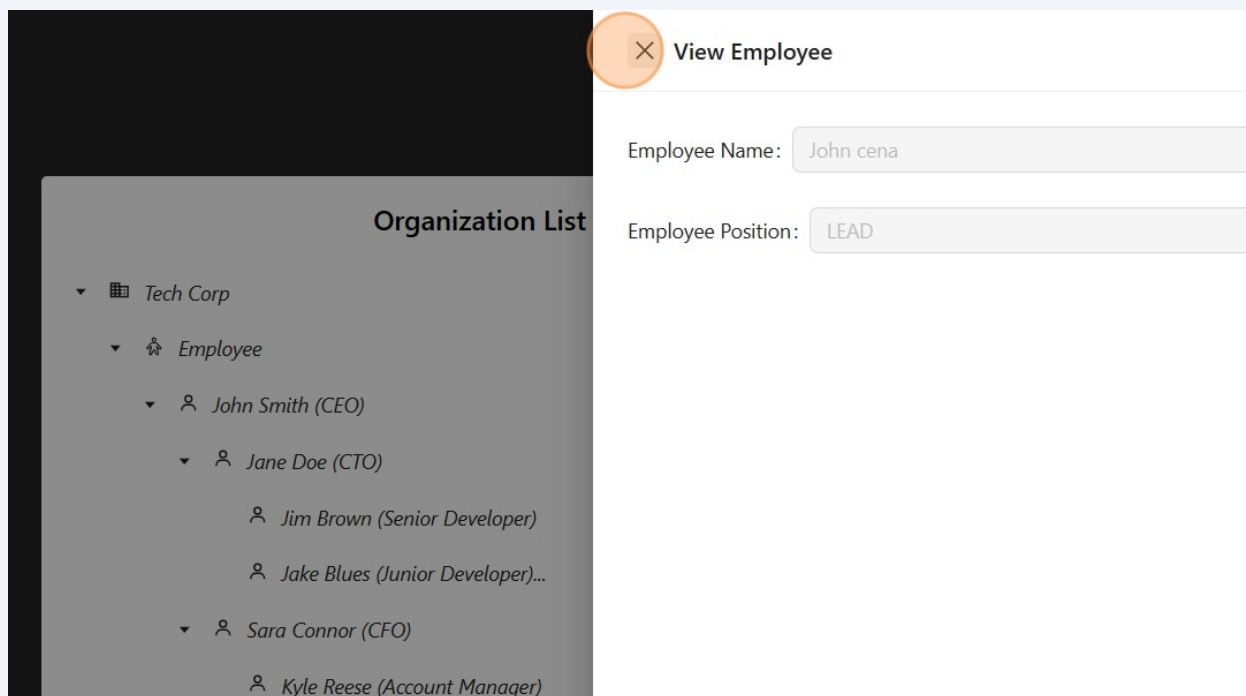 View Employee
Employee Name:
John cena
Employee Position:
LEAD
Organization List
Tech Corp
Employee
John Smith (CEO)
Jane Doe (CTO)
Jim Brown (Senior Developer)
Jake Blues (Junior Developer)...
Sara Connor (CFO)
Kyle Reese (Account Manager)